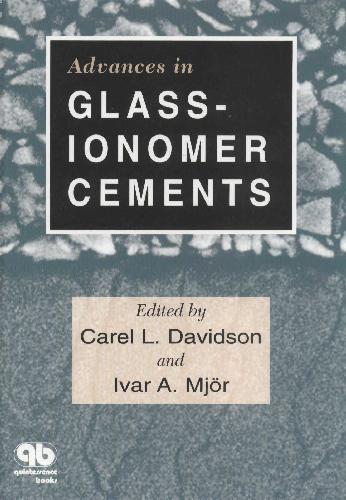 Advances in
GLASS-
IONOMER
CEMENTS
Edited by
Carel L. Davidson
and
Ivar A. Mjör
qb
quintessence
books